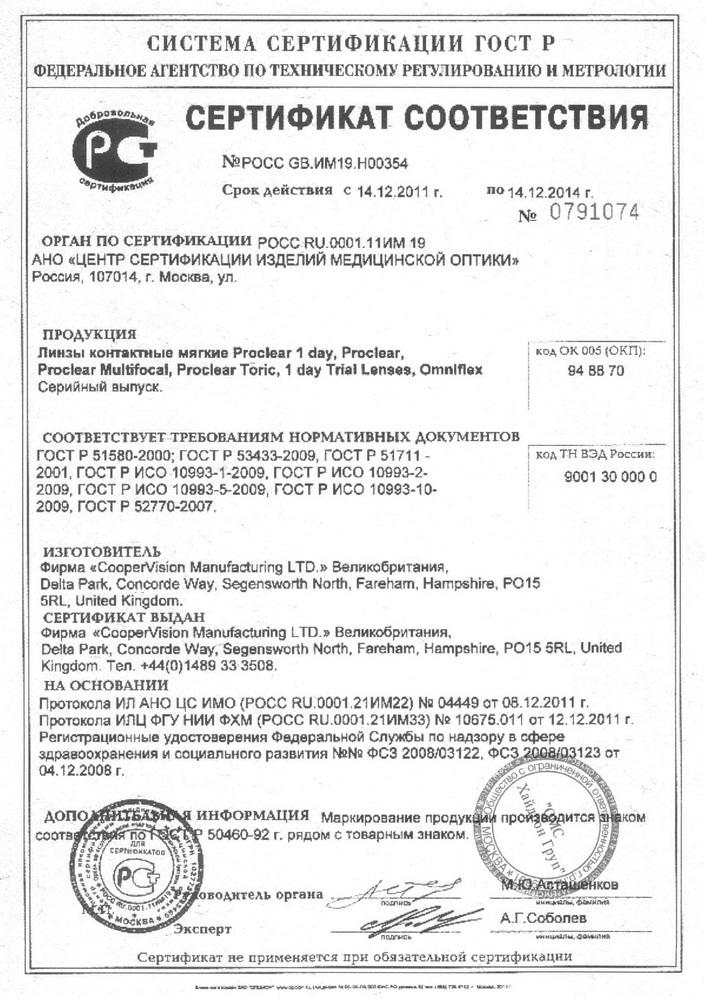 СИСТЕМА СЕРТИФИКАЦИИ ГОСТ Р
ФЕДЕРАЛЬНОЕ АГЕНТСТВО ПО ТЕХНИЧЕСКОМУ РЕГУЛИРОВАНИЮ И МЕТРОЛОГИИ
Добровольная
РСТ
сертификация
СЕРТИФИКАТ СООТВЕТСТВИЯ
№РОСС GB.ИМ19.Н00354
Срок действия с 14.12.2011 г. по 14.12.2014 г.
№ 0791074
ОРГАН ПО СЕРТИФИКАЦИИ РОСС RU.0001.11ИМ 19
АНО «ЦЕНТР СЕРТИФИКАЦИИ ИЗДЕЛИЙ МЕДИЦИНСКОЙ ОПТИКИ»
Россия, 107014, г. Москва, ул.
ПРОДУКЦИЯ
Линзы контактные мягкие Proclear 1 day, Proclear,
Proclear Multifocal, Proclear Toric, 1 day Trial Lenses, Omniflex
Серийный выпуск.
код ОК 005 (ОКП):
94 88 70
СООТВЕТСТВУЕТ ТРЕБОВАНИЯМ НОРМАТИВНЫХ ДОКУМЕНТОВ
ГОСТ Р 51580-2000; ГОСТ Р 53433-2009, ГОСТ Р 51711 -
2001, ГОСТ Р ИСО 10993-1-2009, ГОСТ Р ИСО 10993-2-
2009, ГОСТ Р ИСО 10993-5-2009, ГОСТ Р ИСО 10993-10-
2009, ГОСТ Р 52770-2007.
код ТН ВЭД России:
9001 30 000 0
ИЗГОТОВИТЕЛЬ
Фирма «CooperVision Manufacturing LTD.» Великобритания,
Delta Park, Concorde Way, Segensworth North, Fareham, Hampshire, PO15
5RL, United Kingdom.
СЕРТИФИКАТ ВЫДАН
Фирма «CooperVision Manufacturing LTD.» Великобритания,
Delta Park, Concorde Way, Segensworth North, Fareham, Hampshire, PO15 5RL, United
Kingdom. Тел. +44(0)1489 33 3508.
НА ОСНОВАНИИ
Протокола ИЛ АНО ЦС ИМО (РОСС RU.0001.21ИМ22) № 04449 от 08.12.2011 г.
Протокола ИЛЦ ФГУ НИИ ФХМ (РОСС RU.0001.21ИМ33) № 10675.011 от 12.12.2011 г.
Регистрационные удостоверения Федеральной Службы по надзору в сфере
здравоохранения и социального развития №№ ФСЗ 2008/03122, ФСЗ 2008/03123 от
04.12.2008 г.
ДОПОЛНИТЕЛЬНАЯ ИНФОРМАЦИЯ Маркирование продукции производится знаком
соответствия по ГОСТ Р 50460-92 г. рядом с товарным знаком.
ДЛЯ
СЕРТИФИКАТОВ
РОСС RU.0001.11ИМ19
МОСКВА
Общество с ограниченной ответственностью
МОСКВА
М.П.
Руководитель органа
подпись
М.Ю.Асташенков
инициалы, фамилия
Эксперт
подпись
А.Г.Соболев
инициалы, фамилия
Сертификат не применяется при обязательной сертификации